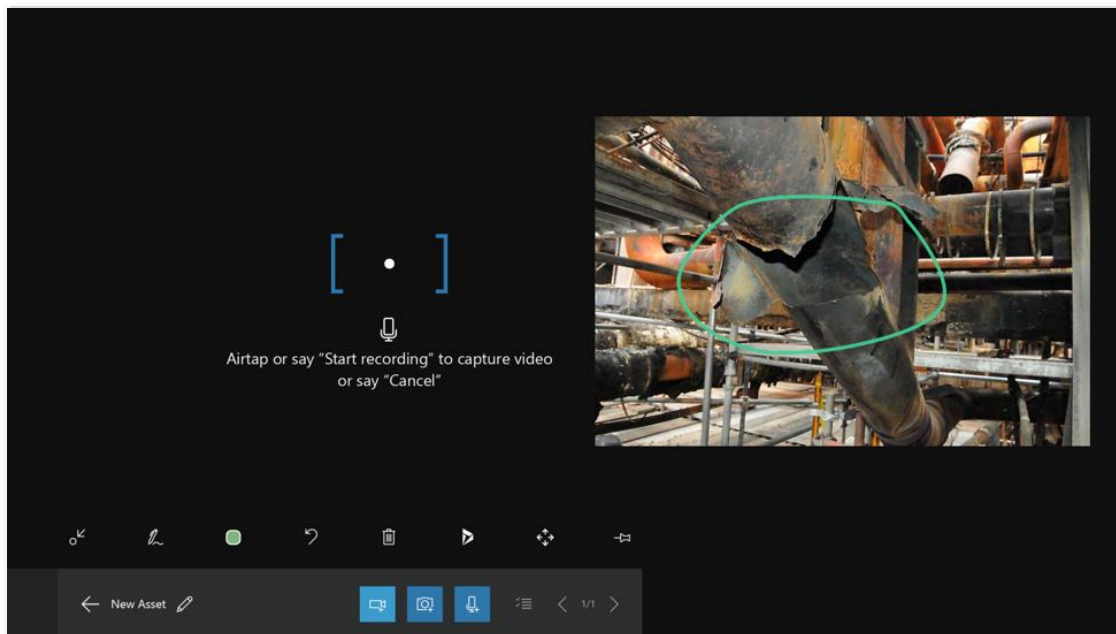 Airtap or say "Start recording" to capture video
or say "Cancel"
New Asset
1/1